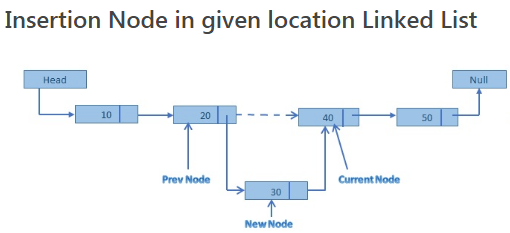 Insertion Node in given location Linked List
Head
Null
10
20
40
50
Prev Node
Current Node
30
New Node